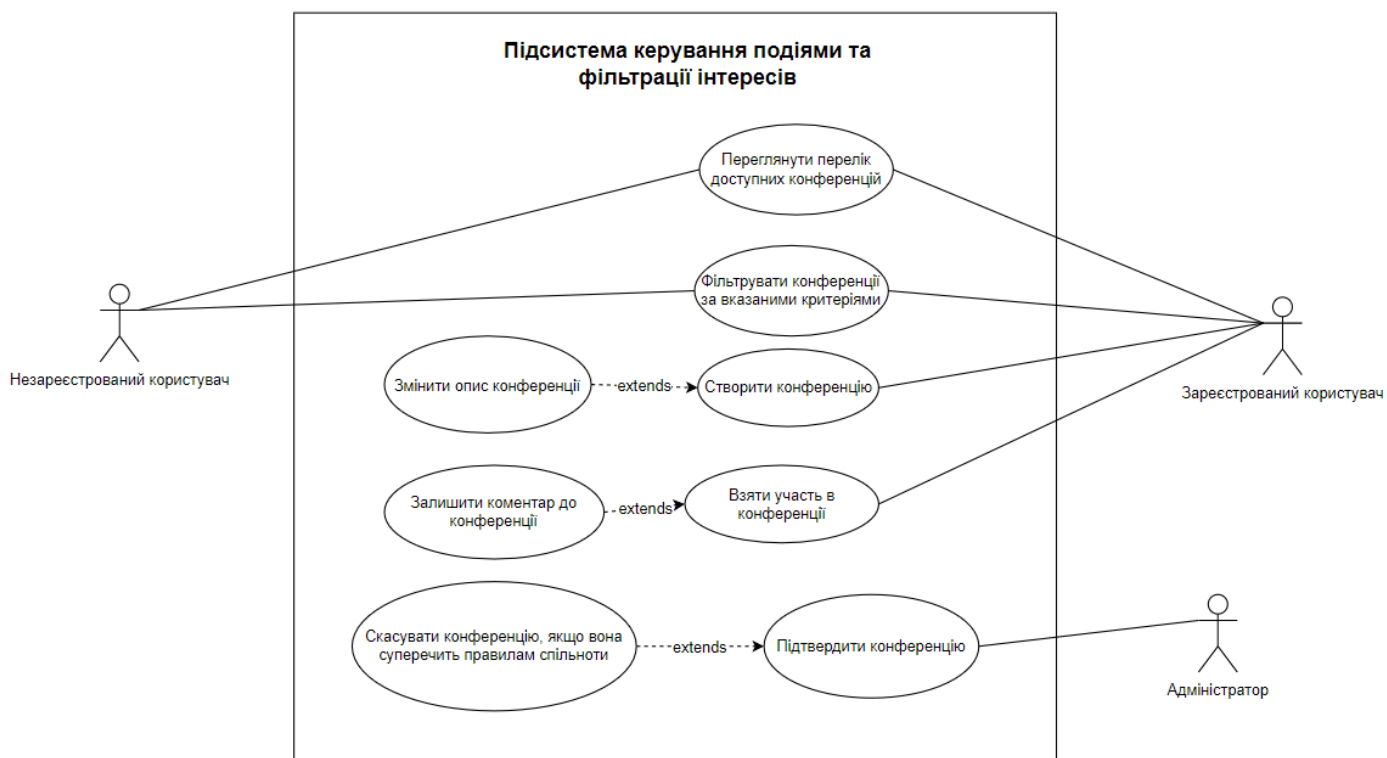 Підсистема керування подіями та
фільтрації інтересів
Переглянути перелік
доступних конференцій
Фільтрувати конференції
за вказаними критеріями
Незареєстрований користувач
Змінити опис конференції
extends
Створити конференцію
Зареєстрований користувач
Залишити коментар до
конференції
extends
Взяти участь в
конференції
Скасувати конференцію, якщо вона
суперечить правилам спільноти
extends
Підтвердити конференцію
Адміністратор